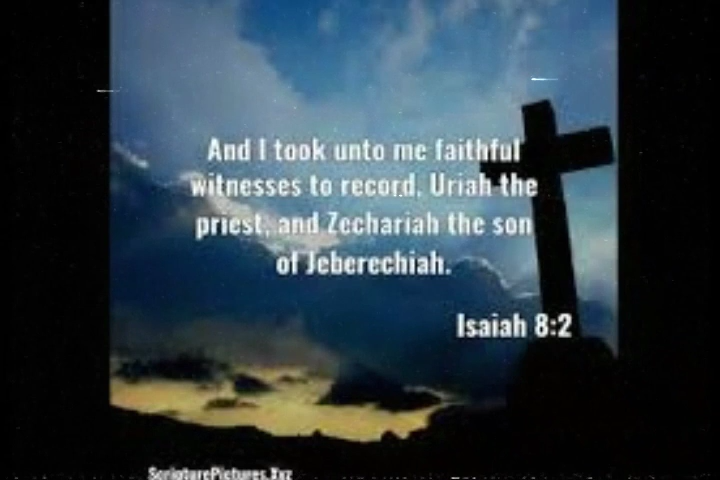 And I took unto me faithful
witnesses to record, Uriah the
priest, and Zechariah the son
of Jeberechiah.
Isaiah 8:2
ScripturePictures.Xyz